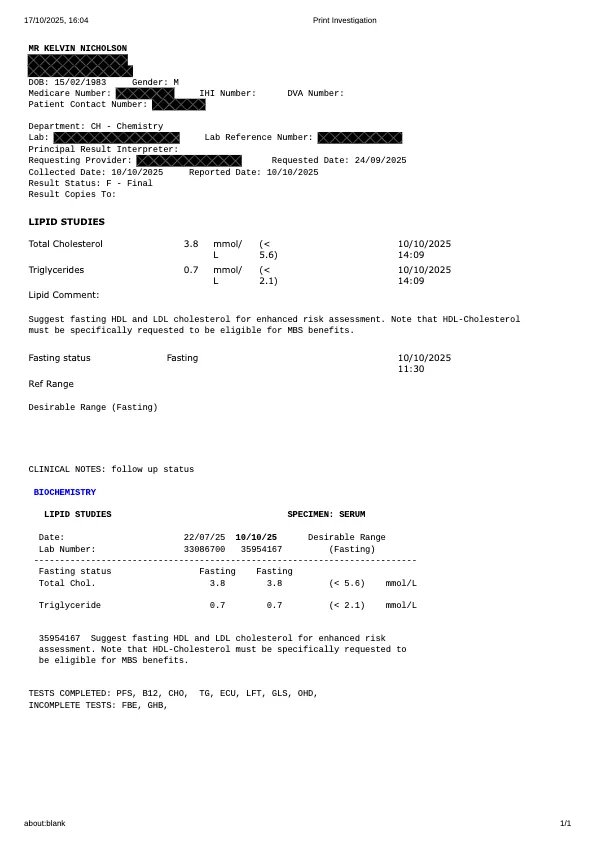 17/10/2025, 16:04 Print Investigation
MR KELVIN NICHOLSON
DOB: 15/02/1983 Gender: M
Medicare Number: IHI Number: DVA Number:
Patient Contact Number:
Department: CH - Chemistry
Lab: Lab Reference Number:
Principal Result Interpreter:
Requesting Provider: Requested Date: 24/09/2025
Collected Date: 10/10/2025 Reported Date: 10/10/2025
Result Status: F - Final
Result Copies To:
LIPID STUDIES
Total Cholesterol 3.8 mmol/ (< 10/10/2025
L 5.6) 14:09
Triglycerides 0.7 mmol/ (< 10/10/2025
L 2.1) 14:09
Lipid Comment:
Suggest fasting HDL and LDL cholesterol for enhanced risk assessment. Note that HDL-Cholesterol
must be specifically requested to be eligible for MBS benefits.
Fasting status Fasting 10/10/2025
11:30
Ref Range
Desirable Range (Fasting)
CLINICAL NOTES: follow up status
BIOCHEMISTRY
LIPID STUDIES SPECIMEN: SERUM
Date: 22/07/25 10/10/25 Desirable Range
Lab Number: 33086700 35954167 (Fasting)
------------------------------------------------------------------------
Fasting status Fasting Fasting
Total Chol. 3.8 3.8 (< 5.6) mmol/L
Triglyceride 0.7 0.7 (< 2.1) mmol/L
35954167 Suggest fasting HDL and LDL cholesterol for enhanced risk
assessment. Note that HDL-Cholesterol must be specifically requested to
be eligible for MBS benefits.
TESTS COMPLETED: PFS, B12, CHO, TG, ECU, LFT, GLS, OHD,
INCOMPLETE TESTS: FBE, GHB,
about:blank 1/1